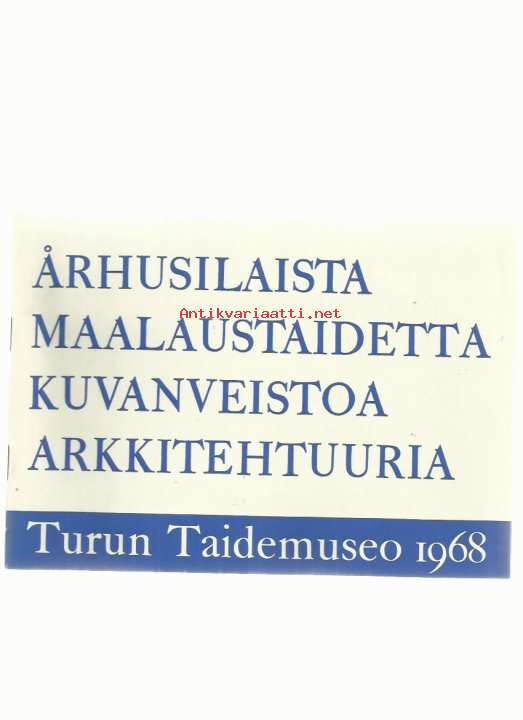 ÅRHUSILAISTA
Antikvariaatti.net
MAALAUSTAIDETTA
KUVANVEISTOA
ARKKITEHTUURIA
Turun Taidemuseo 1968